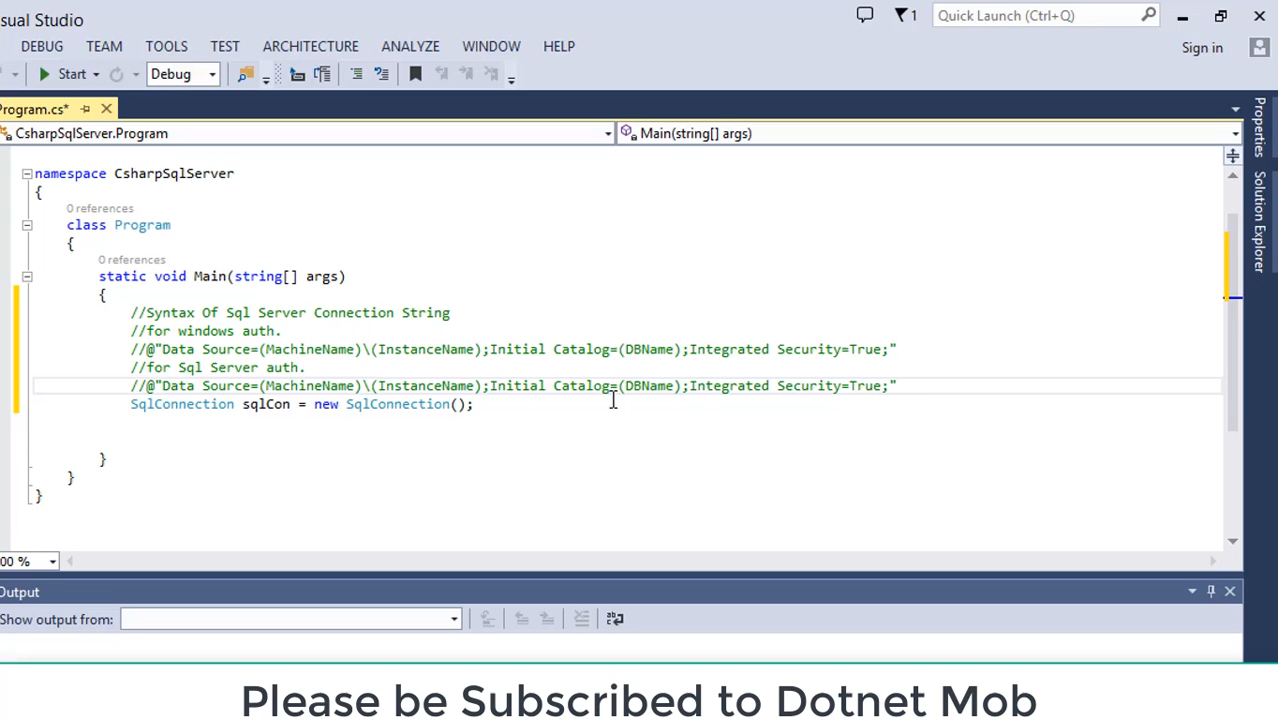 sual Studio
1
Quick Launch (Ctrl+Q)
DEBUG TEAM TOOLS TEST ARCHITECTURE ANALYZE WINDOW HELP
Sign in
Start Debug
Program.cs*
CsharpSqlServer.Program
Main(string[] args)
Properties
Solution Explorer
namespace CsharpSqlServer
{
0 references
class Program
{
0 references
static void Main(string[] args)
{
//Syntax Of Sql Server Connection String
//for windows auth.
//@"Data Source=(MachineName)\(InstanceName);Initial Catalog=(DBName);Integrated Security=True;"
//for Sql Server auth.
//@"Data Source=(MachineName)\(InstanceName);Initial Catalog=(DBName);Integrated Security=True;"
SqlConnection sqlCon = new SqlConnection();
}
}
}
00 %
Output
Show output from:
Please be Subscribed to Dotnet Mob